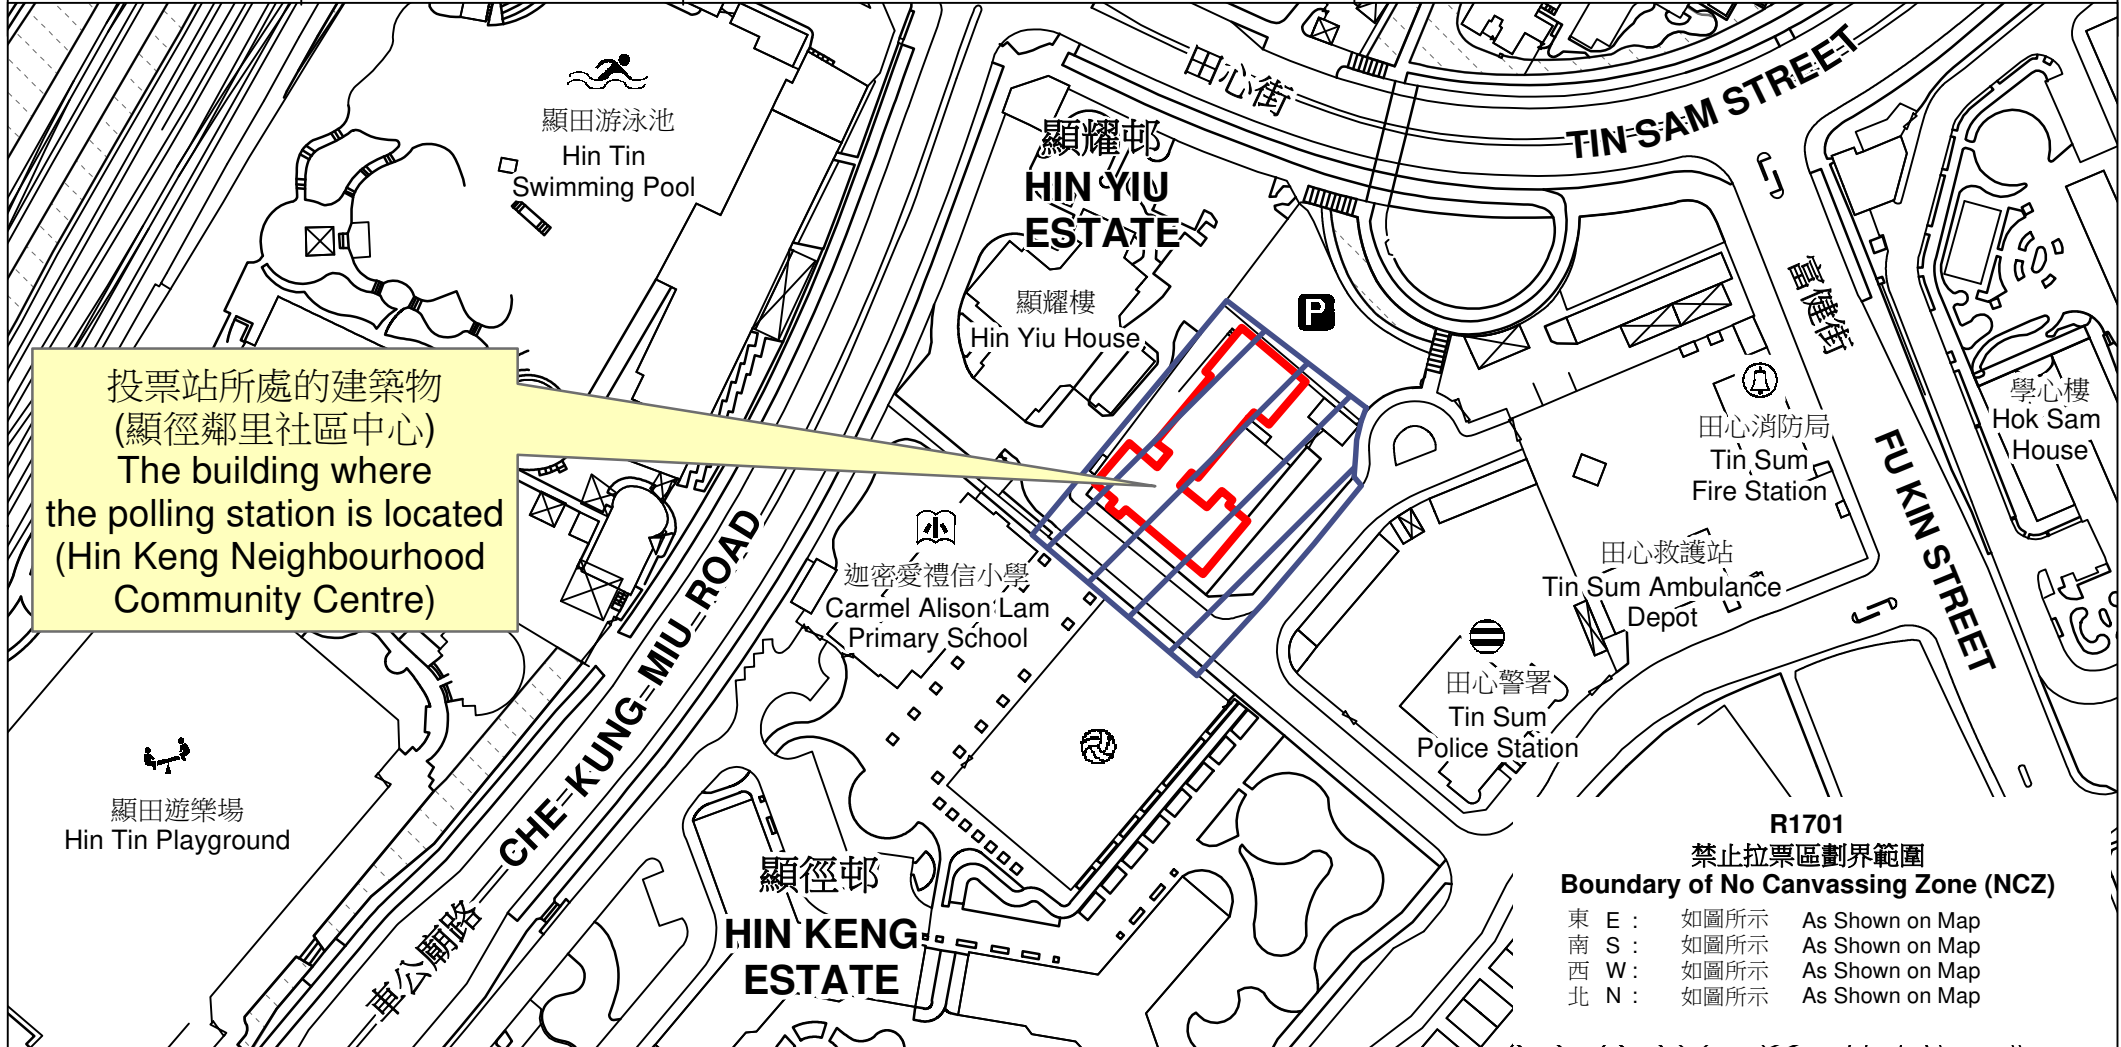 顯田游泳池
Hin Tin
Swimming Pool
田心街
TIN SAM STREET
顯耀邨
HIN YIU
ESTATE
顯耀樓
Hin Yiu House
P
富健街
FU KIN STREET
學心樓
Hok Sam
House
投票站所處的建築物
(顯徑鄰里社區中心)
The building where
the polling station is located
(Hin Keng Neighbourhood
Community Centre)
田心消防局
Tin Sum
Fire Station
田心救護站
Tin Sum Ambulance
Depot
迦密愛禮信小學
Carmel Alison Lam
Primary School
田心警署
Tin Sum
Police Station
CHE KUNG MIU ROAD
車公廟路
顯田遊樂場
Hin Tin Playground
顯徑邨
HIN KENG
ESTATE
R1701
禁止拉票區劃界範圍
Boundary of No Canvassing Zone (NCZ)
東 E : 如圖所示 As Shown on Map
南 S : 如圖所示 As Shown on Map
西 W : 如圖所示 As Shown on Map
北 N : 如圖所示 As Shown on Map